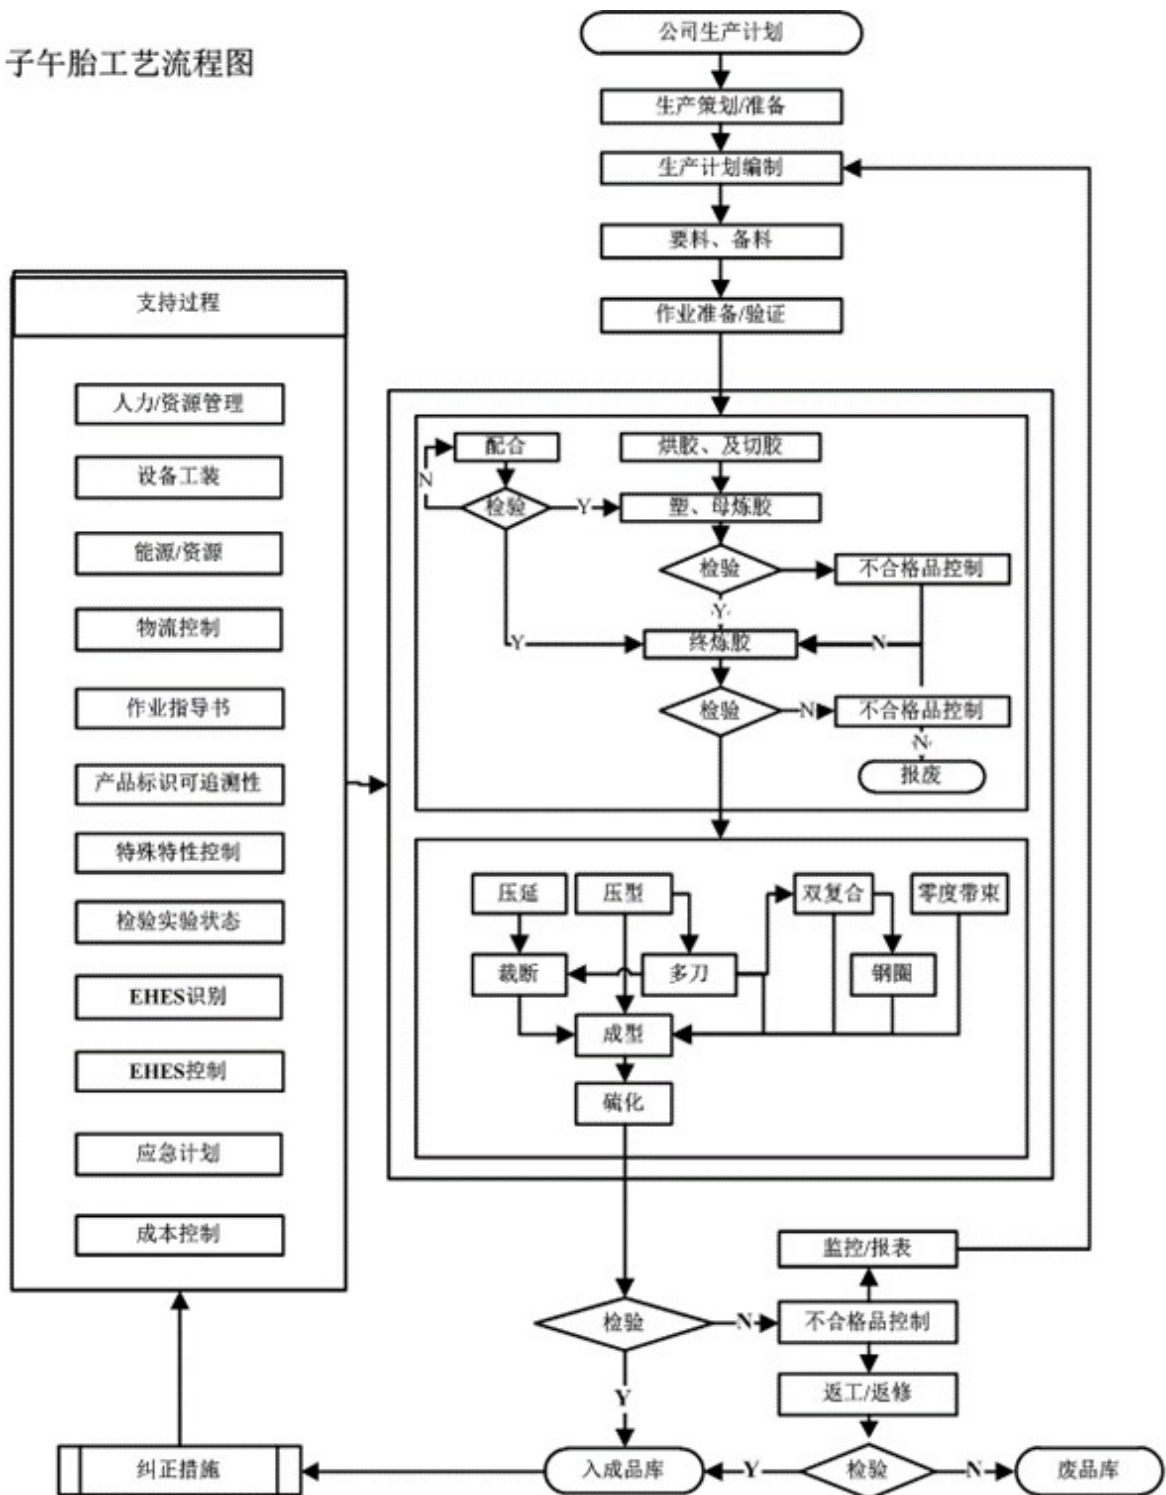 子午胎工艺流程图
公司生产计划
生产策划/准备
生产计划编制
要料、备料
作业准备/验证
支持过程
人力/资源管理
设备工装
能源/资源
物流控制
作业指导书
产品标识可追溯性
特殊特性控制
检验实验状态
EHES识别
EHES控制
应急计划
成本控制
配合
烘胶、及切胶
N
检验
Y
塑、母炼胶
检验
不合格品控制
Y
Y
终炼胶
N
检验
N
不合格品控制
N
报废
压延
压型
双复合
零度带束
裁断
多刀
钢圈
成型
硫化
监控/报表
检验
N
不合格品控制
Y
返工/返修
纠正措施
入成品库
Y
检验
N
废品库